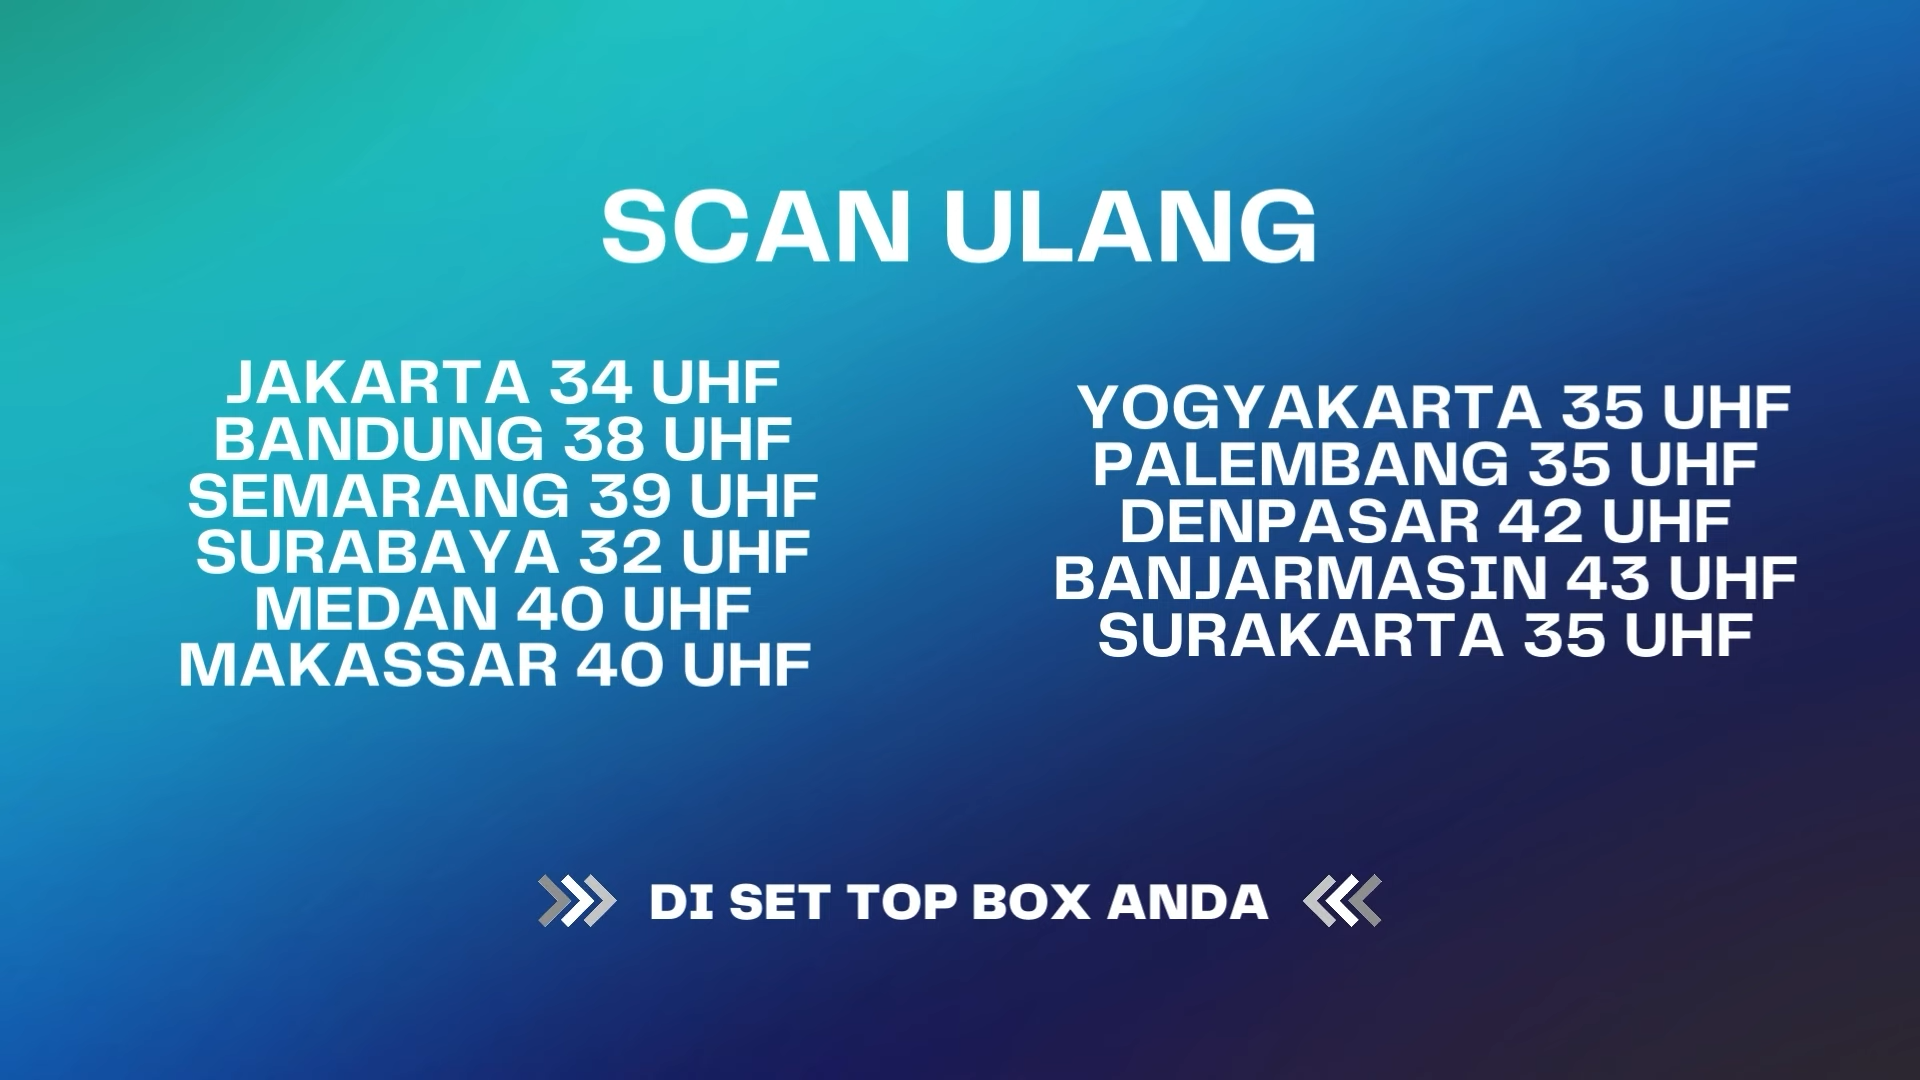 SCAN ULANG
JAKARTA 34 UHF
BANDUNG 38 UHF
SEMARANG 39 UHF
SURABAYA 32 UHF
MEDAN 40 UHF
MAKASSAR 40 UHF
YOGYAKARTA 35 UHF
PALEMBANG 35 UHF
DENPASAR 42 UHF
BANJARMASIN 43 UHF
SURAKARTA 35 UHF
DI SET TOP BOX ANDA